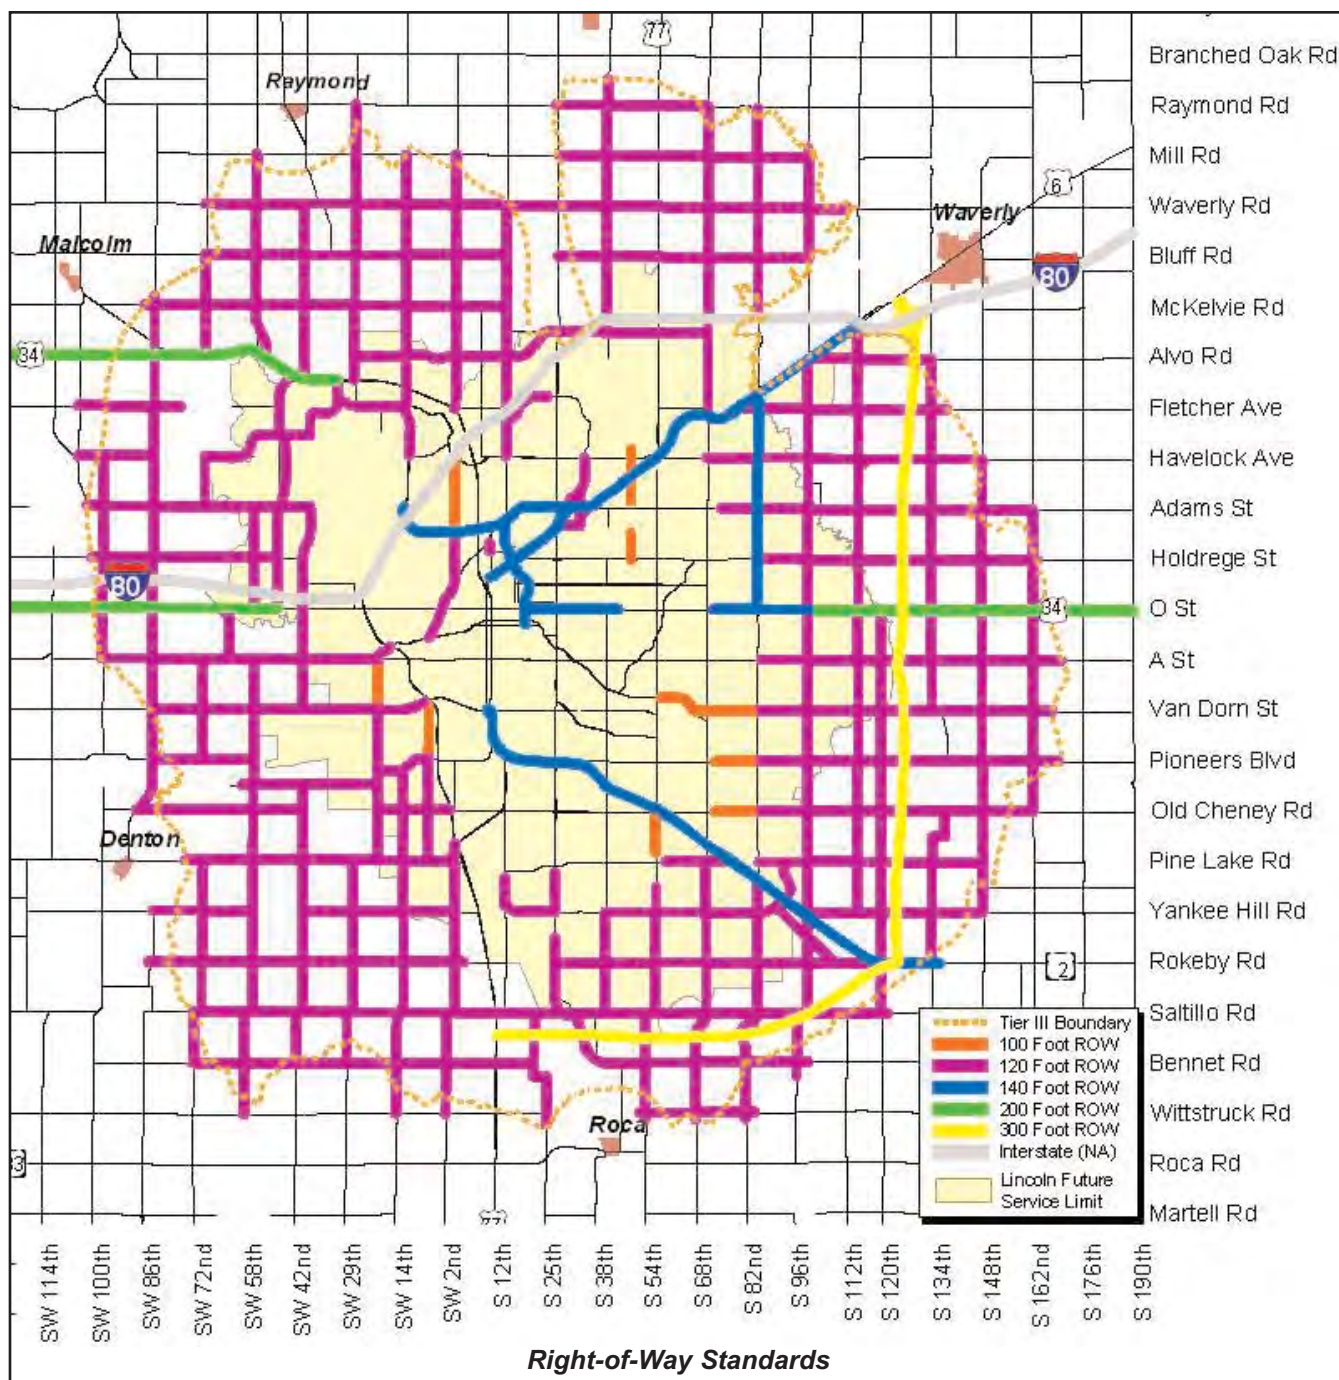 77
Branched Oak Rd
Raymond
Raymond Rd
Mill Rd
6
Waverly
Waverly Rd
Malcolm
Bluff Rd
80
McKelvie Rd
34
Alvo Rd
Fletcher Ave
Havelock Ave
Adams St
Holdrege St
80
34
O St
A St
Van Dorn St
Pioneers Blvd
Old Cheney Rd
Denton
Pine Lake Rd
Yankee Hill Rd
2
Rokeby Rd
Saltillo Rd
Tier III Boundary
100 Foot ROW
120 Foot ROW
140 Foot ROW
200 Foot ROW
300 Foot ROW
Interstate (NA)
Lincoln Future
Service Limit
Bennet Rd
Wittstruck Rd
Roca
Roca Rd
Martell Rd
77
SW 114th
SW 100th
SW 86th
SW 72nd
SW 58th
SW 42nd
SW 29th
SW 14th
SW 2nd
S 12th
S 25th
S 38th
S 54th
S 68th
S 82nd
S 96th
S 112th
S 120th
S 134th
S 148th
S 162nd
S 176th
S 190th
Right-of-Way Standards